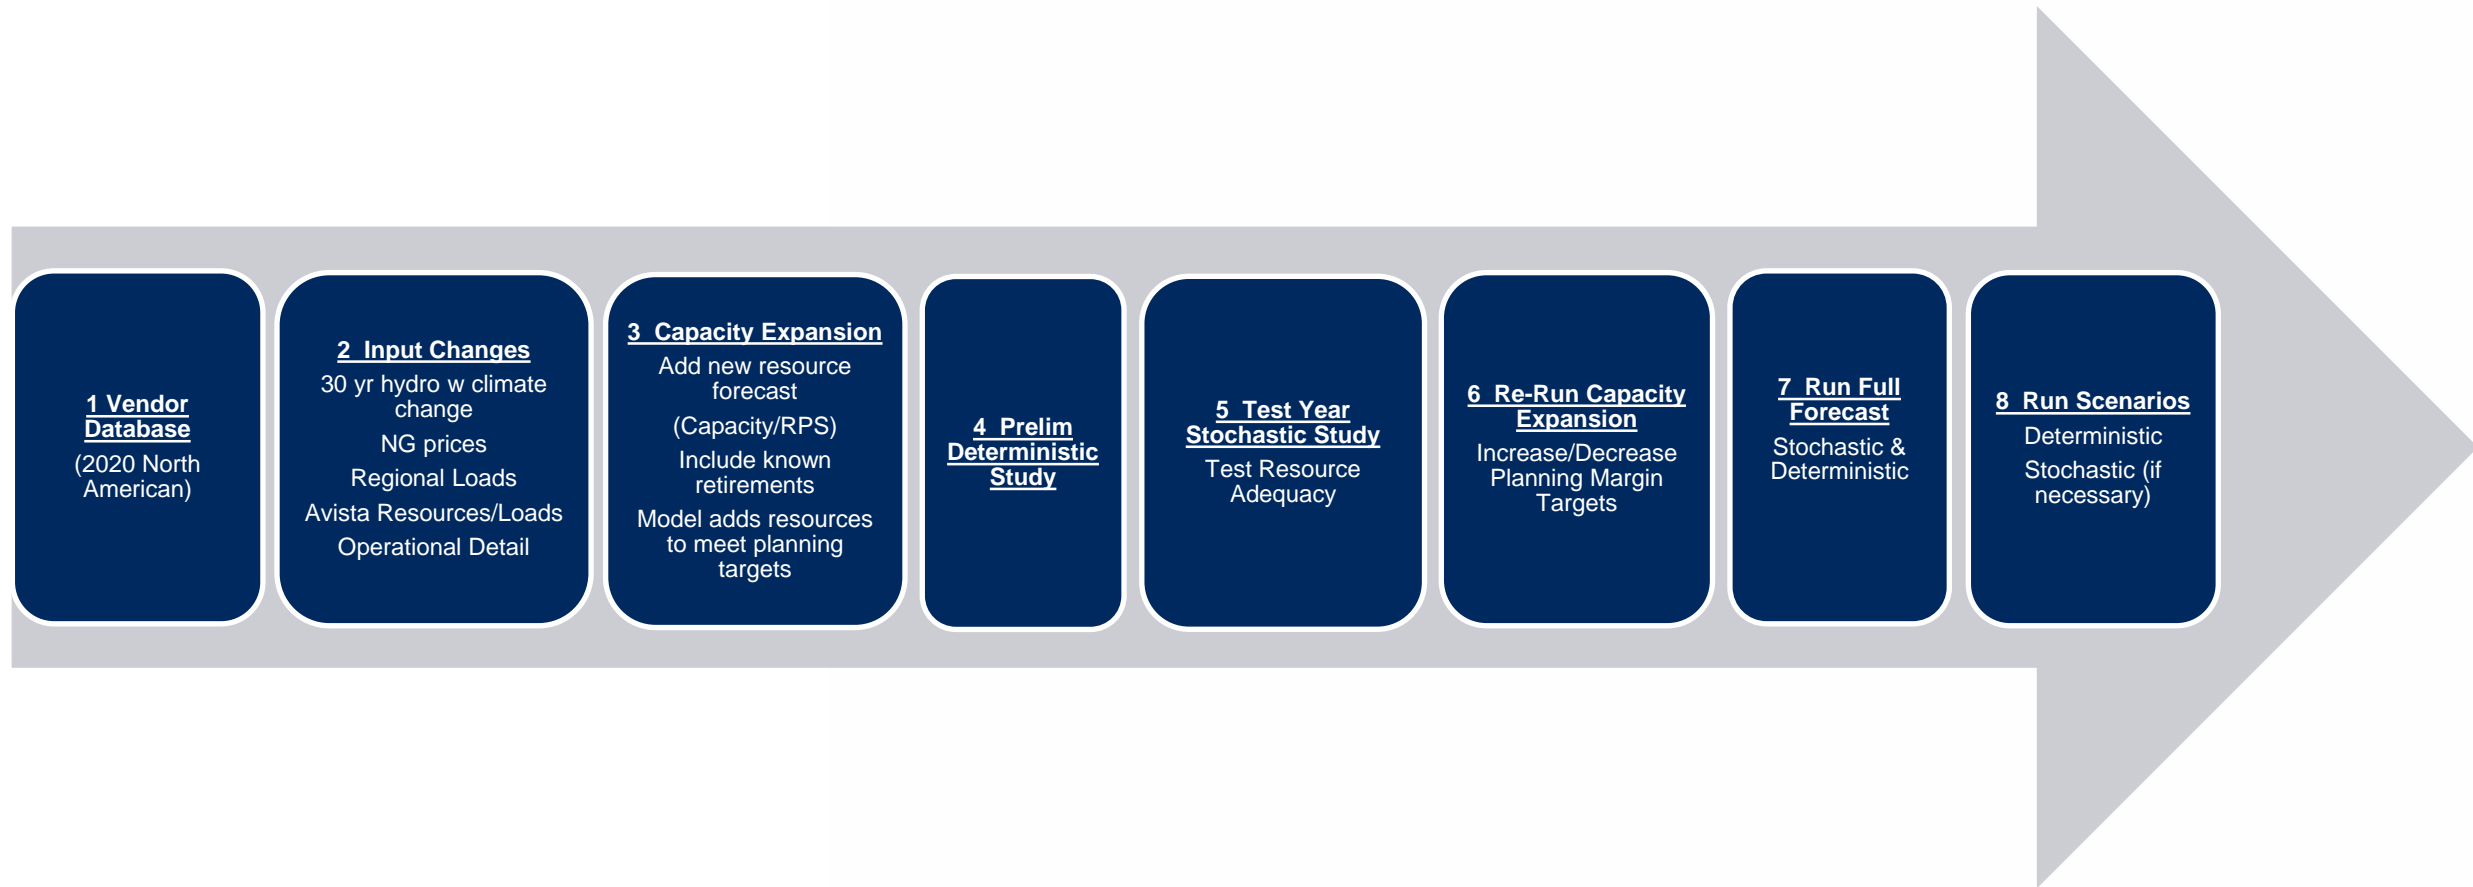 1 Vendor
Database
(2020 North
American)
2  Input Changes
30 yr hydro w climate
change
NG prices
Regional Loads
Avista Resources/Loads
Operational Detail
3  Capacity Expansion
Add new resource
forecast
(Capacity/RPS)
Include known
retirements
Model adds resources
to meet planning
targets
4  Prelim
Deterministic
Study
5  Test Year
Stochastic Study
Test Resource
Adequacy
6  Re-Run Capacity
Expansion
Increase/Decrease
Planning Margin
Targets
7  Run Full
Forecast
Stochastic &
Deterministic
8  Run Scenarios
Deterministic
Stochastic (if
necessary)